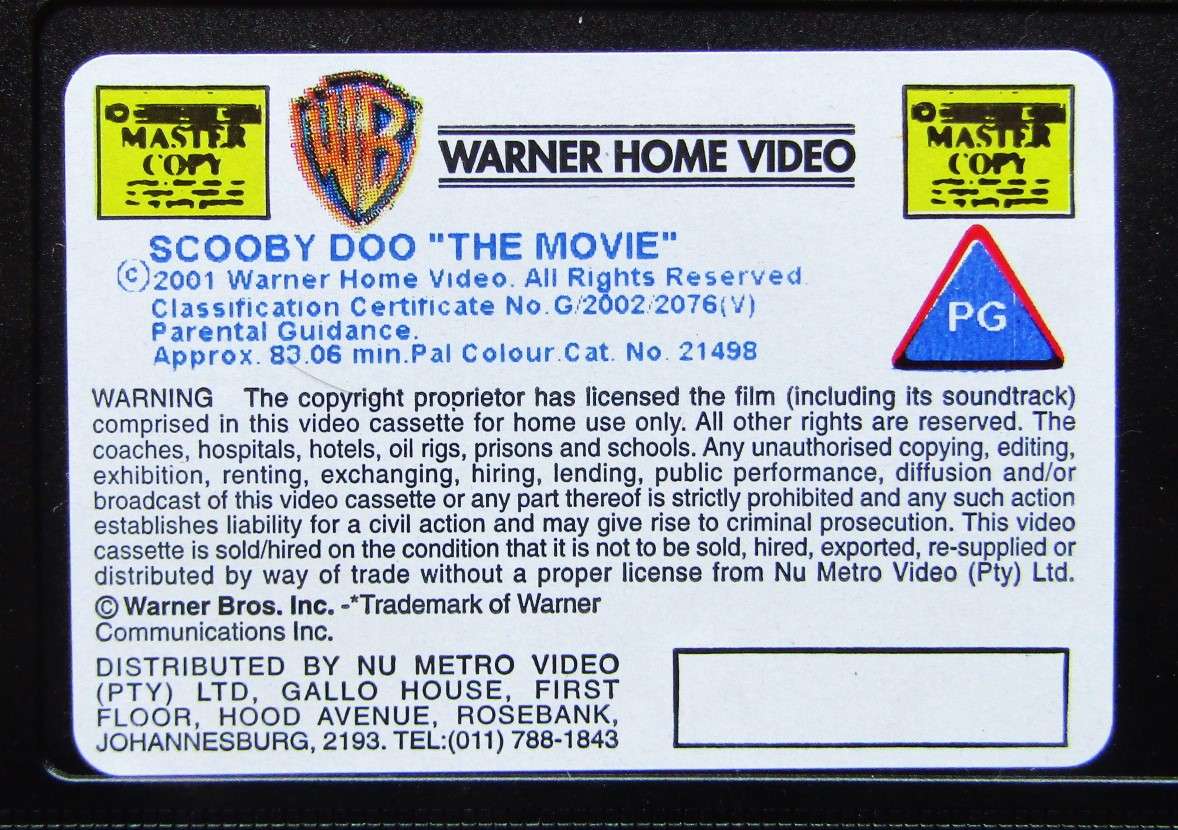 MASTER
COPY
WB
WARNER HOME VIDEO
MASTER
COPY
SCOOBY DOO "THE MOVIE"
©2001 Warner Home Video. All Rights Reserved.
Classification Certificate No.G/2002/2076(V)
Parental Guidance.
Approx. 83.06 min.Pal Colour.Cat. No. 21498
PG
WARNING The copyright proprietor has licensed the film (including its soundtrack)
comprised in this video cassette for home use only. All other rights are reserved. The
coaches, hospitals, hotels, oil rigs, prisons and schools. Any unauthorised copying, editing,
exhibition, renting, exchanging, hiring, lending, public performance, diffusion and/or
broadcast of this video cassette or any part thereof is strictly prohibited and any such action
establishes liability for a civil action and may give rise to criminal prosecution. This video
cassette is sold/hired on the condition that it is not to be sold, hired, exported, re-supplied or
distributed by way of trade without a proper license from Nu Metro Video (Pty) Ltd.
© Warner Bros. Inc. -*Trademark of Warner
Communications Inc.
DISTRIBUTED BY NU METRO VIDEO
(PTY) LTD, GALLO HOUSE, FIRST
FLOOR, HOOD AVENUE, ROSEBANK,
JOHANNESBURG, 2193. TEL:(011) 788-1843